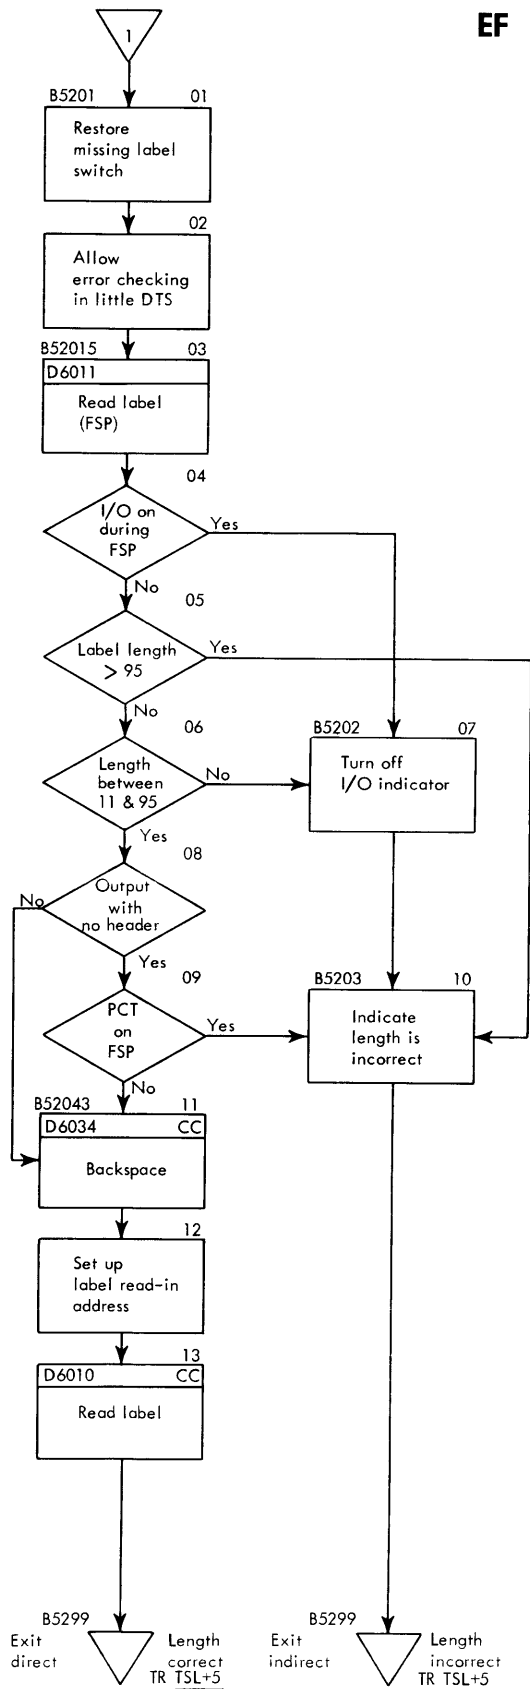 EF
1
B5201 01
Restore
missing label
switch
02
Allow
error checking
in little DTS
B52015 03
D6011
Read label
(FSP)
04
I/O on
during
FSP
Yes
No
05
Label length
> 95
Yes
No
06
Length
between
11 & 95
No
Yes
B5202 07
Turn off
I/O indicator
08
Output
with
no header
No
Yes
09
PCT
on
FSP
Yes
No
B5203 10
Indicate
length is
incorrect
B52043 11
D6034 CC
Backspace
12
Set up
label read-in
address
13
D6010 CC
Read label
B5299
Exit
direct
Length
correct
TR TSL+5
B5299
Exit
indirect
Length
incorrect
TR TSL+5